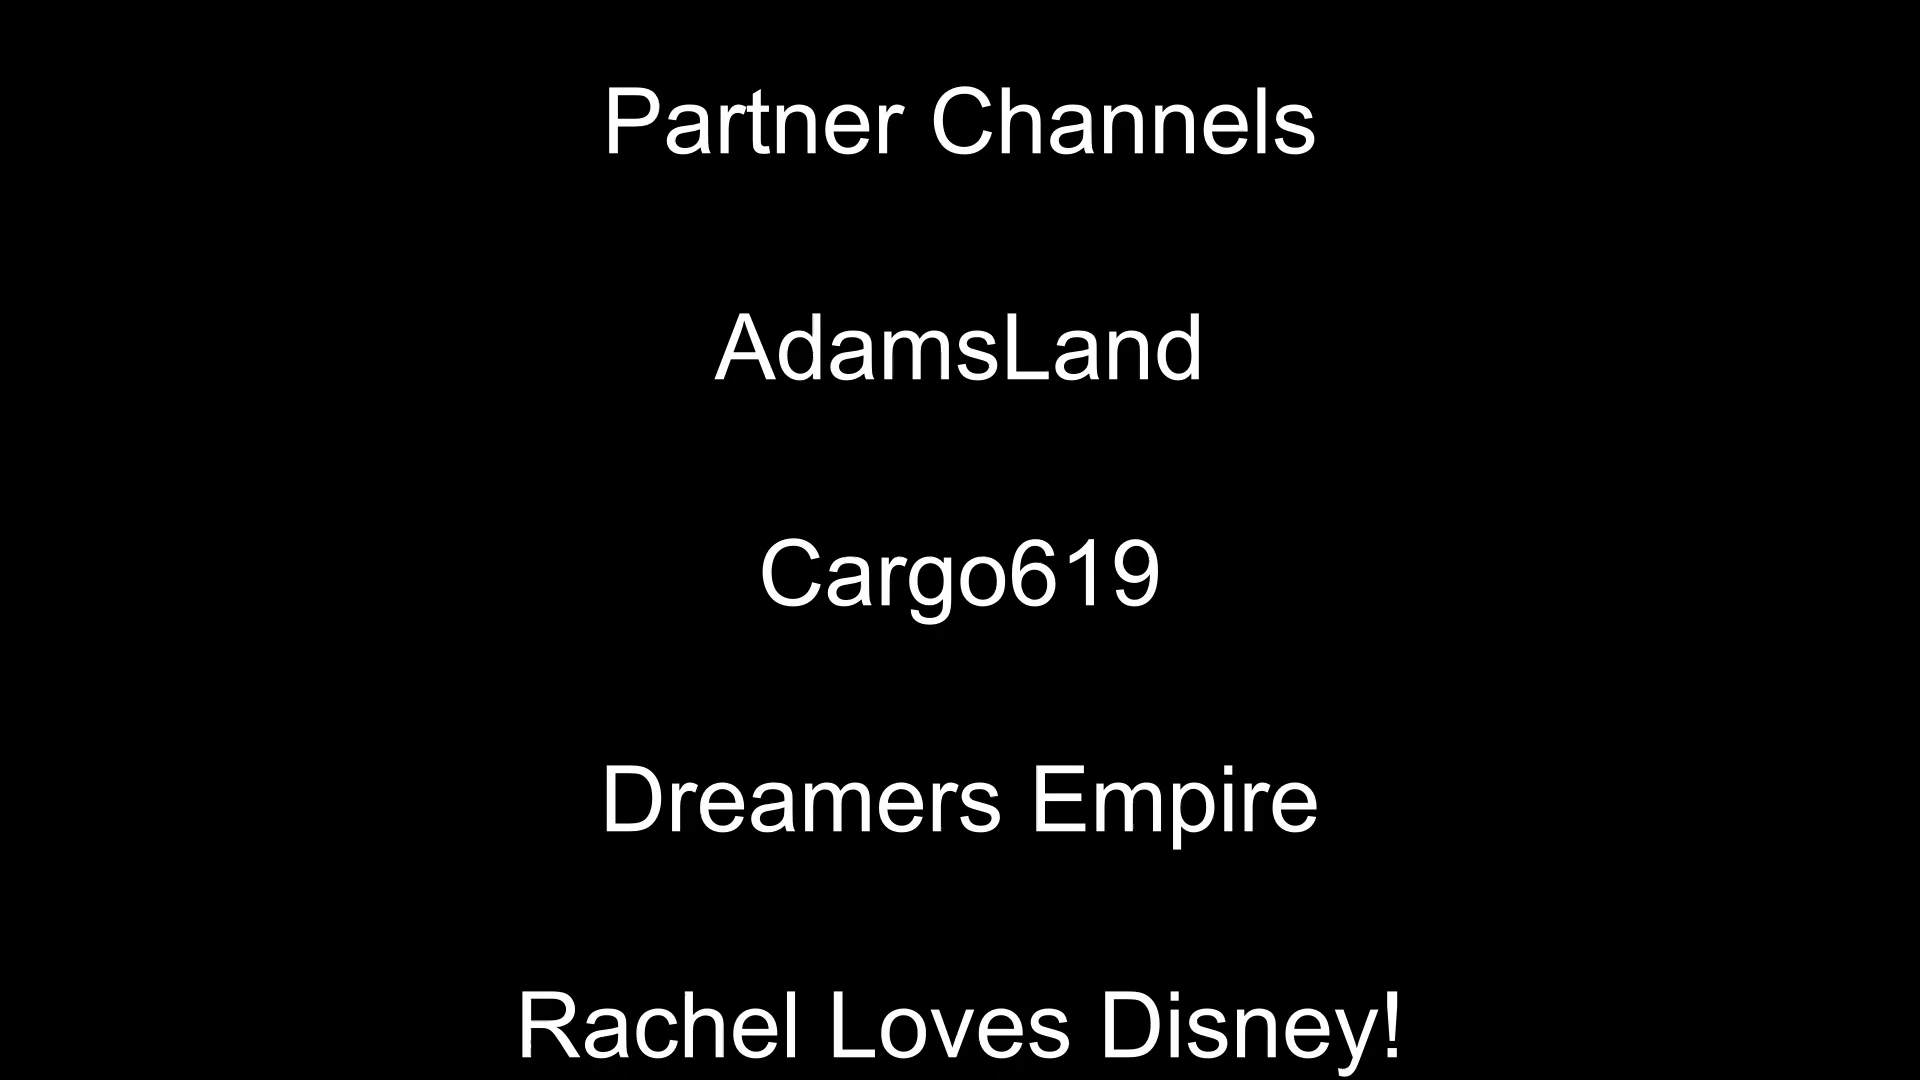 Partner Channels
AdamsLand
Cargo619
Dreamers Empire
Rachel Loves Disney!